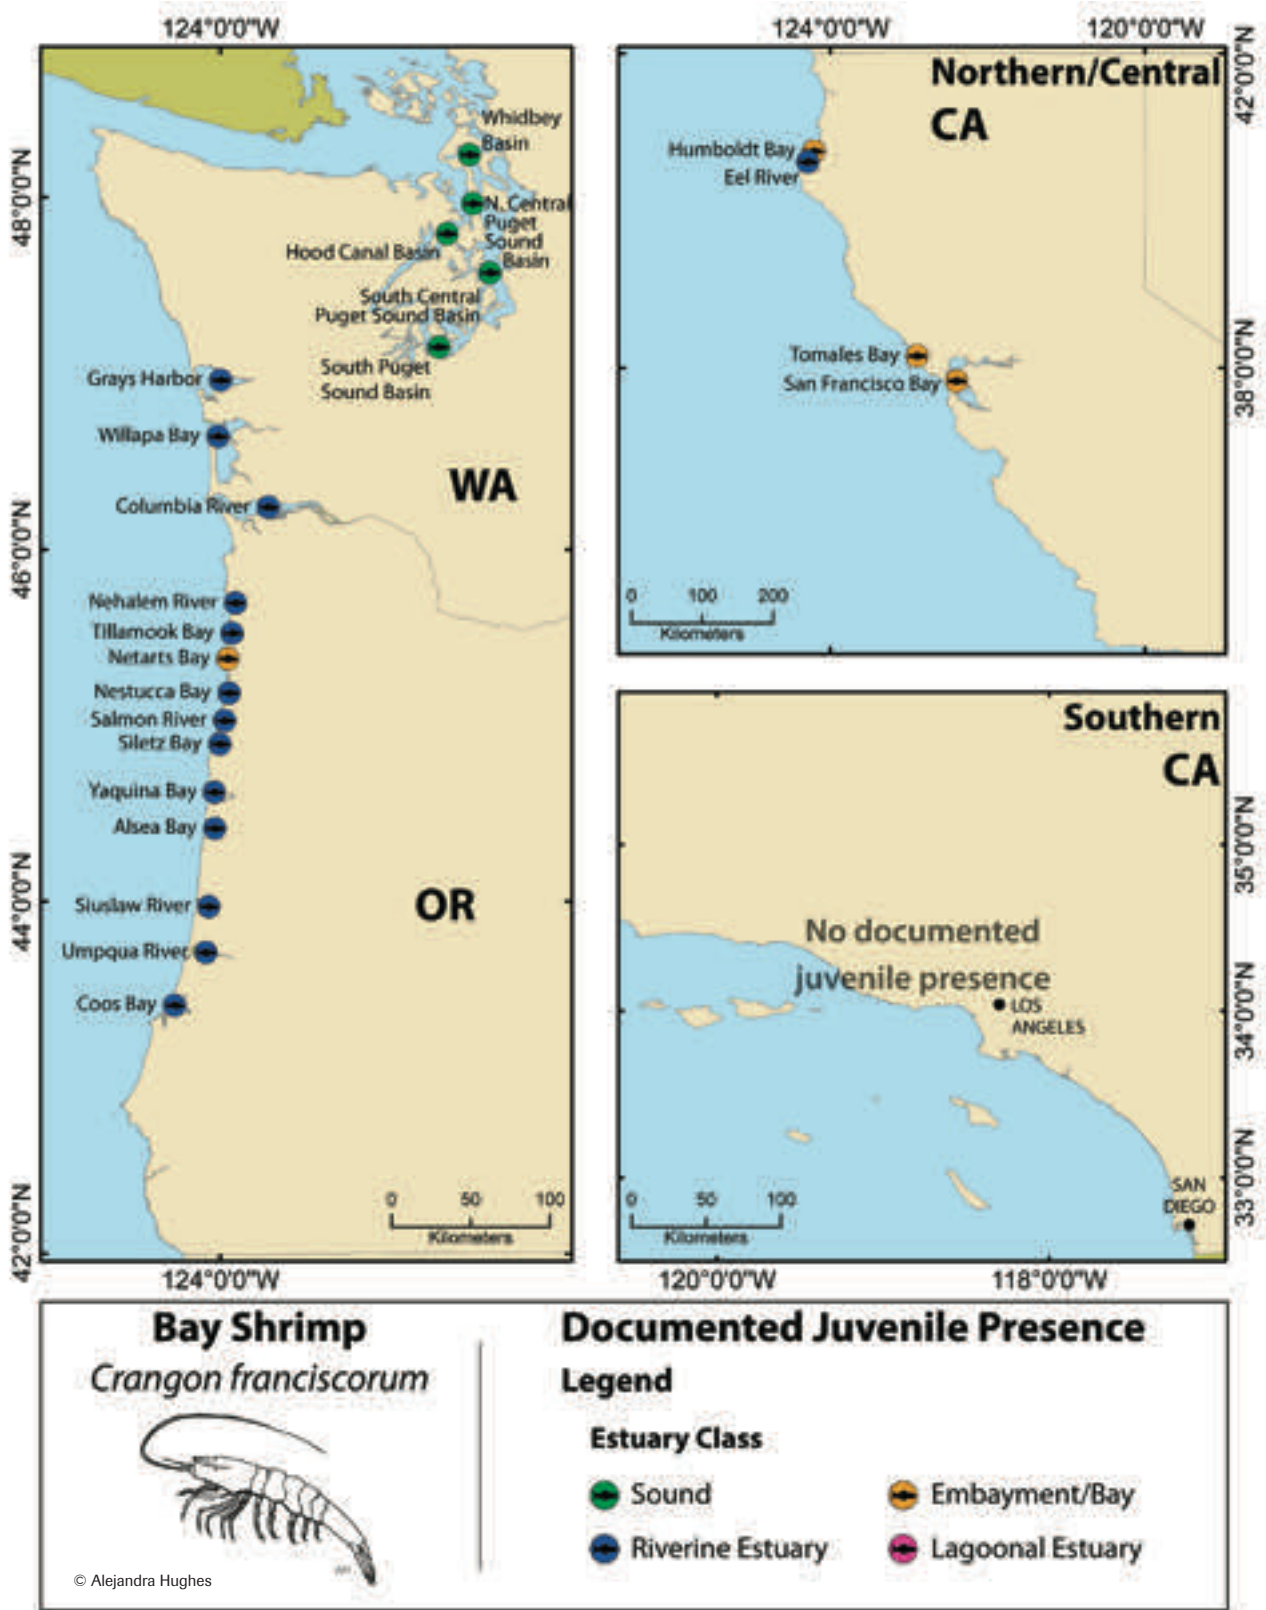 124°0'0"W
48°0'0"N
46°0'0"N
44°0'0"N
42°0'0"N
124°0'0"W
Whidbey
Basin
N. Central
Puget
Sound
Basin
Hood Canal Basin
South Central
Puget Sound Basin
South Puget
Sound Basin
Grays Harbor
Willapa Bay
Columbia River
WA
Nehalem River
Tillamook Bay
Netarts Bay
Nestucca Bay
Salmon River
Siletz Bay
Yaquina Bay
Alsea Bay
Siuslaw River
OR
Umpqua River
Coos Bay
0 50 100
Kilometers
124°0'0"W 120°0'0"W
42°0'0"N
38°0'0"N
Northern/Central
CA
Humboldt Bay
Eel River
Tomales Bay
San Francisco Bay
0 100 200
Kilometers
Southern
CA
35°0'0"N
34°0'0"N
33°0'0"N
No documented
juvenile presence
LOS
ANGELES
SAN
DIEGO
0 50 100
Kilometers
120°0'0"W 118°0'0"W
Bay Shrimp
Crangon franciscorum
© Alejandra Hughes
Documented Juvenile Presence
Legend
Estuary Class
Sound
Embayment/Bay
Riverine Estuary
Lagoonal Estuary